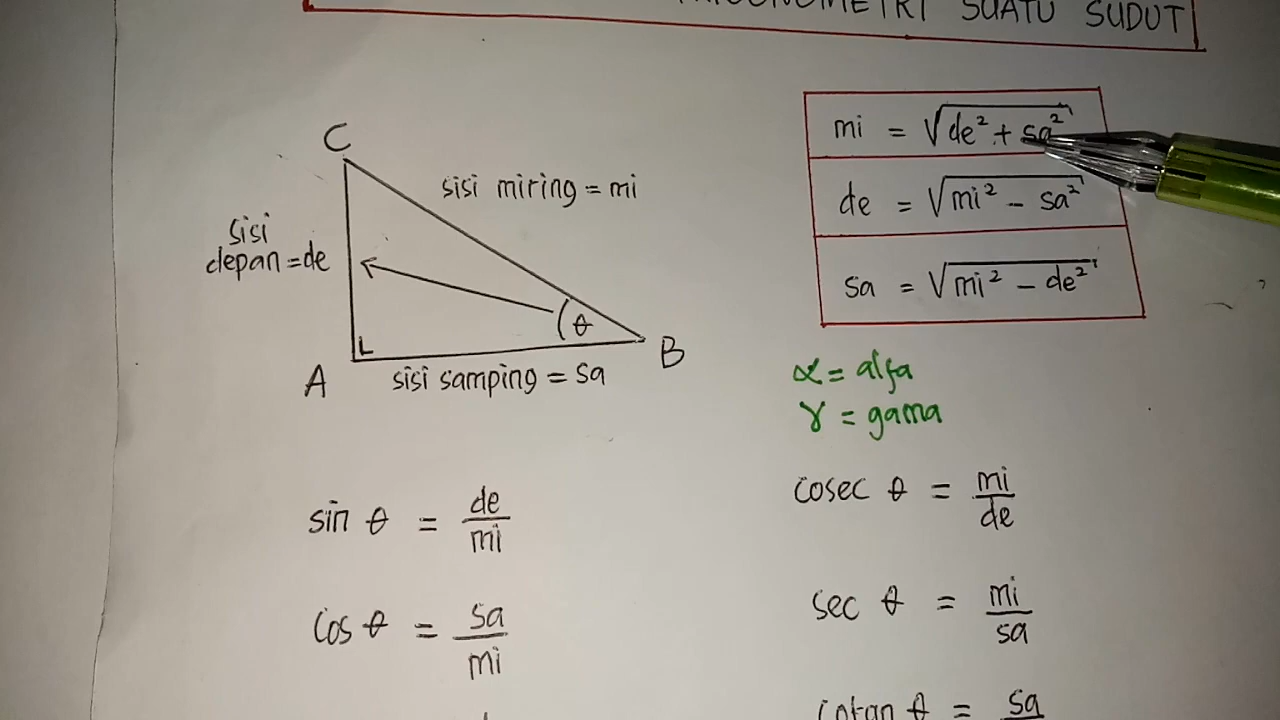 SUATU SUDUT
C
sisi miring = mi
sisi
depan = de
θ
A
B
sisi samping = sa
mi = √de² + sa²
de = √mi² - sa²
sa = √mi² - de²
α = alfa
γ = gama
sin θ = de/mi
cosec θ = mi/de
cos θ = sa/mi
sec θ = mi/sa
cotan θ = sa